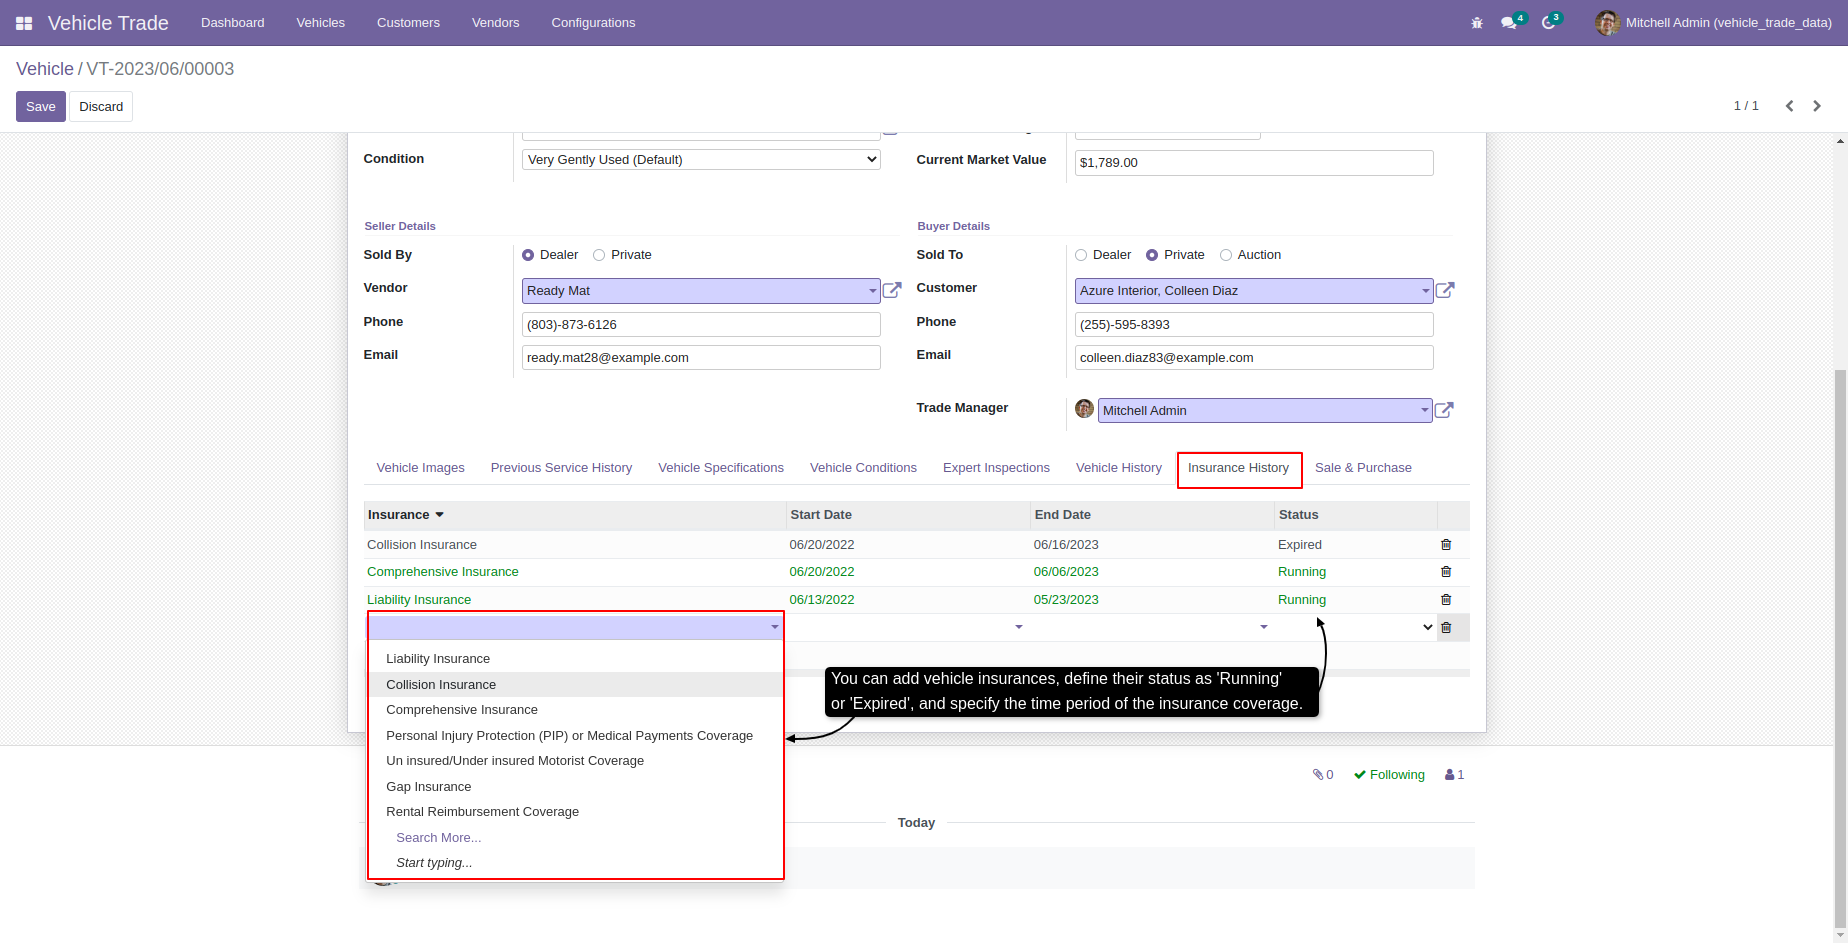 Vehicle Trade Dashboard Vehicles Customers Vendors Configurations 4 3 Mitchell Admin (vehicle_trade_data)
Vehicle / VT-2023/06/00003
Save Discard 1 / 1
Condition Very Gently Used (Default) Current Market Value $1,789.00
Seller Details Buyer Details
Sold By Dealer Private Sold To Dealer Private Auction
Vendor Ready Mat Customer Azure Interior, Colleen Diaz
Phone (803)-873-6126 Phone (255)-595-8393
Email ready.mat28@example.com Email colleen.diaz83@example.com
Trade Manager Mitchell Admin
Vehicle Images Previous Service History Vehicle Specifications Vehicle Conditions Expert Inspections Vehicle History Insurance History Sale & Purchase
Insurance Start Date End Date Status
Collision Insurance 06/20/2022 06/16/2023 Expired
Comprehensive Insurance 06/20/2022 06/06/2023 Running
Liability Insurance 06/13/2022 05/23/2023 Running
Liability Insurance
Collision Insurance
Comprehensive Insurance
Personal Injury Protection (PIP) or Medical Payments Coverage
Un insured/Under insured Motorist Coverage
Gap Insurance
Rental Reimbursement Coverage
Search More...
Start typing...
You can add vehicle insurances, define their status as 'Running'
or 'Expired', and specify the time period of the insurance coverage.
0 Following 1
Today